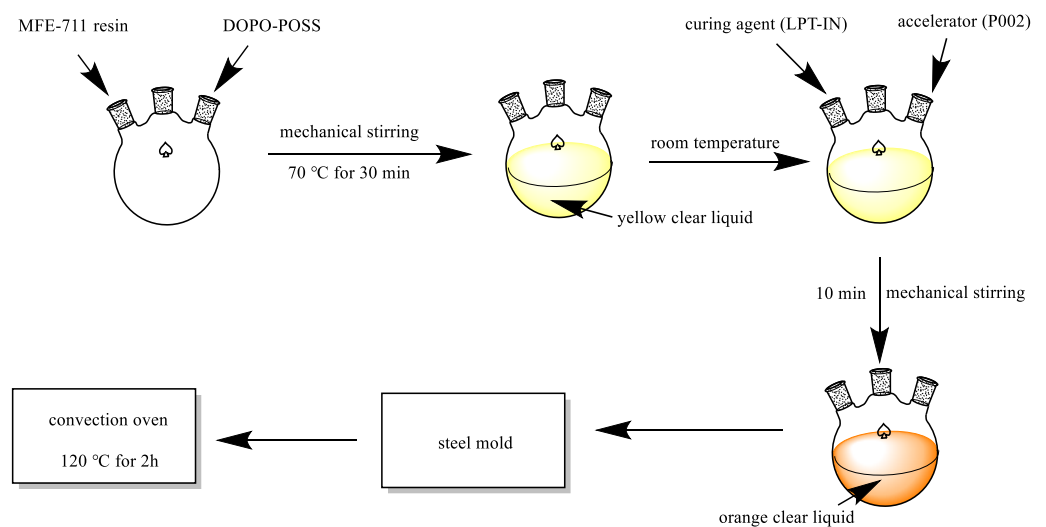 MFE-711 resin
DOPO-POSS
mechanical stirring
70 ℃ for 30 min
yellow clear liquid
room temperature
curing agent (LPT-IN)
accelerator (P002)
10 min
mechanical stirring
orange clear liquid
steel mold
convection oven
120 ℃ for 2h